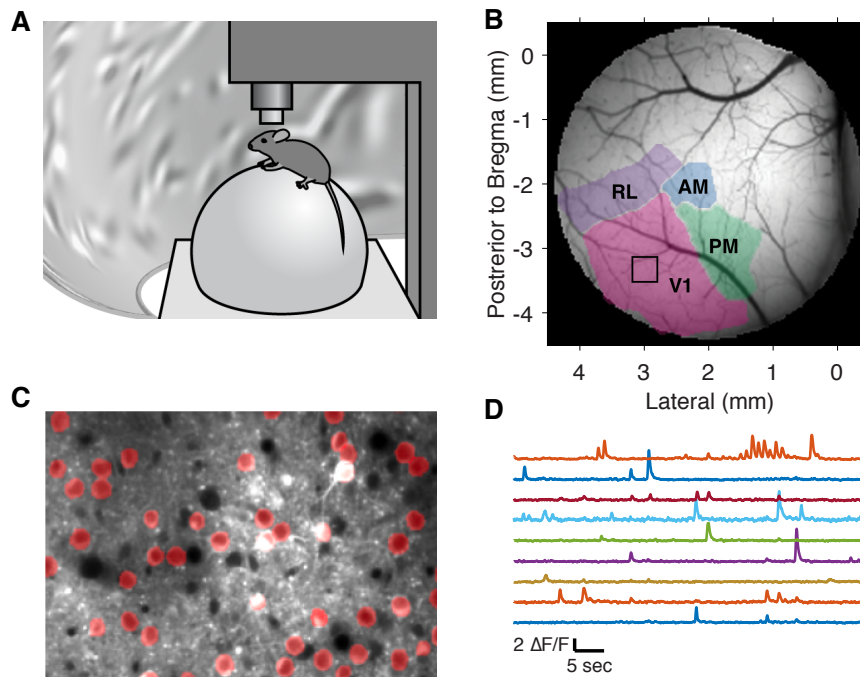 A
B
Postrerior to Bregma (mm)
0
-1
-2
-3
-4
RL
AM
PM
V1
4
3
2
1
0
Lateral (mm)
C
D
2 ΔF/F
5 sec